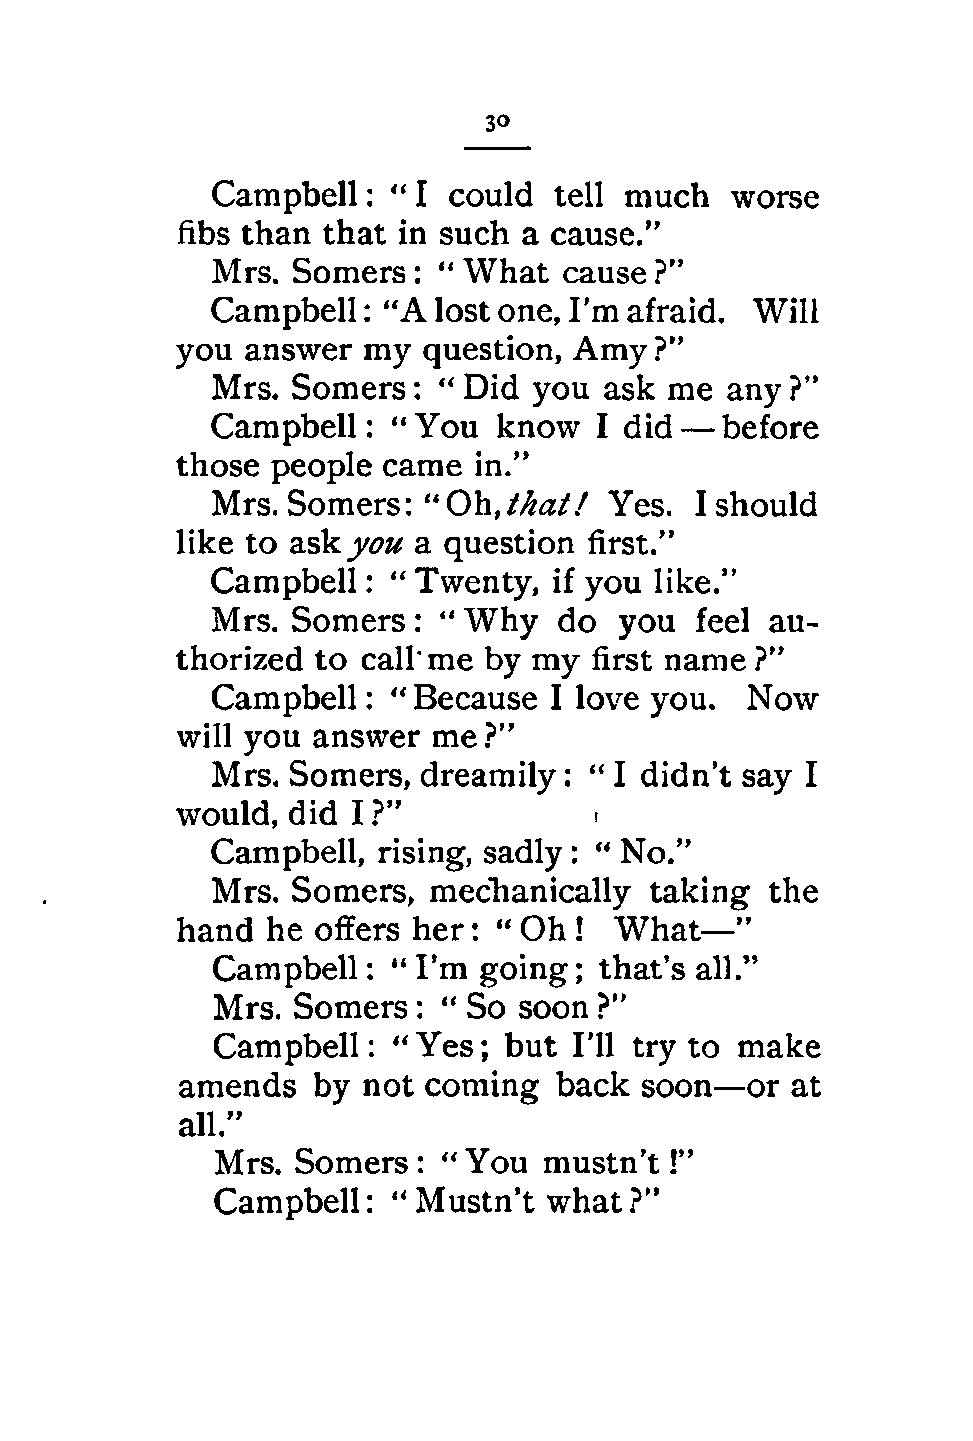 30
Campbell: "I could tell much worse
fibs than that in such a cause."
Mrs. Somers: "What cause?"
Campbell: "A lost one, I'm afraid. Will
you answer my question, Amy?"
Mrs. Somers: "Did you ask me any?"
Campbell: "You know I did — before
those people came in."
Mrs. Somers: "Oh, that! Yes. I should
like to ask you a question first."
Campbell: "Twenty, if you like."
Mrs. Somers: "Why do you feel au-
thorized to call me by my first name?"
Campbell: "Because I love you. Now
will you answer me?"
Mrs. Somers, dreamily: "I didn't say I
would, did I?"
Campbell, rising, sadly: "No."
Mrs. Somers, mechanically taking the
hand he offers her: "Oh! What—"
Campbell: "I'm going; that's all."
Mrs. Somers: "So soon?"
Campbell: "Yes; but I'll try to make
amends by not coming back soon—or at
all."
Mrs. Somers: "You mustn't!"
Campbell: "Mustn't what?"